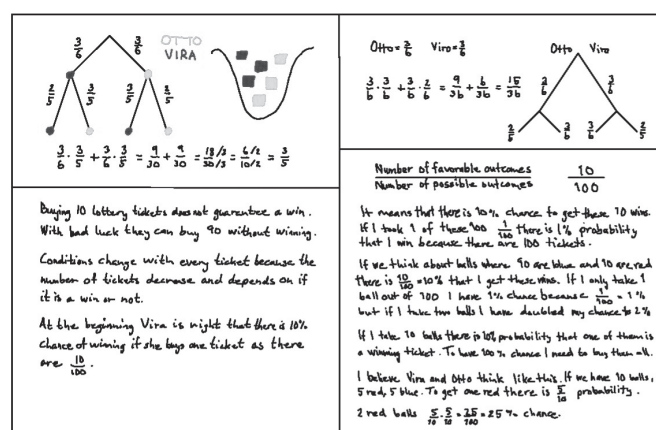 3/6 3/6 OTTO
VIRA
2/5 3/5 3/5 2/5
3/6 · 3/5 + 3/6 · 3/5 = 9/30 + 9/30 = 18/3 / 30/3 = 6/2 / 10/2 = 3/5
Buying 10 lottery tickets does not guarantee a win.
With bad luck they can buy 90 without winning.
Conditions change with every ticket because the
number of tickets decrease and depends on if
it is a win or not.
At the beginning Vira is right that there is 10%
chance of winning if she buys one ticket as there
are 10/100.
Otto = 3/6 Viro = 3/6
Otto Viro
3/6 · 3/6 + 3/6 · 2/6 = 9/36 + 6/36 = 15/36
3/6 3/6
2/6 3/6 3/6 2/5
Number of favorable outcomes 10
Number of possible outcomes 100
It means that there is 10% chance to get these 10 wins.
If I took 1 of these 100 1/100 there is 1% probability
that I win because there are 100 tickets.
If we think about balls where 90 are blue and 10 are red
there is 10/100 = 10% that I get these wins. If I only take 1
ball out of 100 I have 1% chance because 1/100 = 1%
but if I take two balls I have doubled my chance to 2%
If I take 10 balls there is 10% probability that one of them is
a winning ticket. To have 100% chance I need to buy them all.
I believe Vira and Otto think like this. If we have 10 balls,
5 red, 5 blue. To get one red there is 5/10 probability.
2 red balls 5/10 · 5/10 = 25/100 = 25% chance.